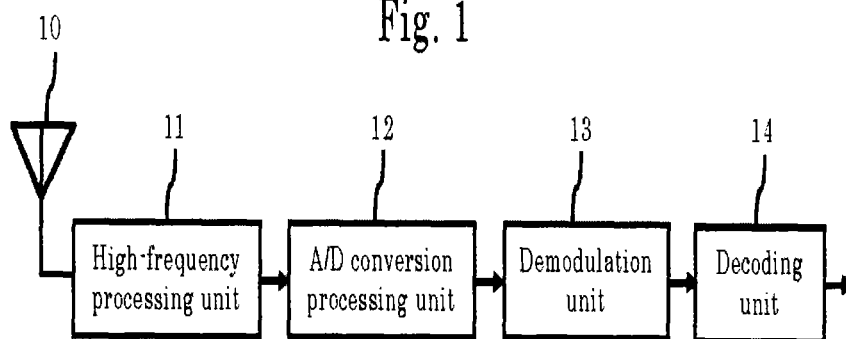 Fig. 1
10
11
12
13
14
High-frequency
processing unit
A/D conversion
processing unit
Demodulation
unit
Decoding
unit